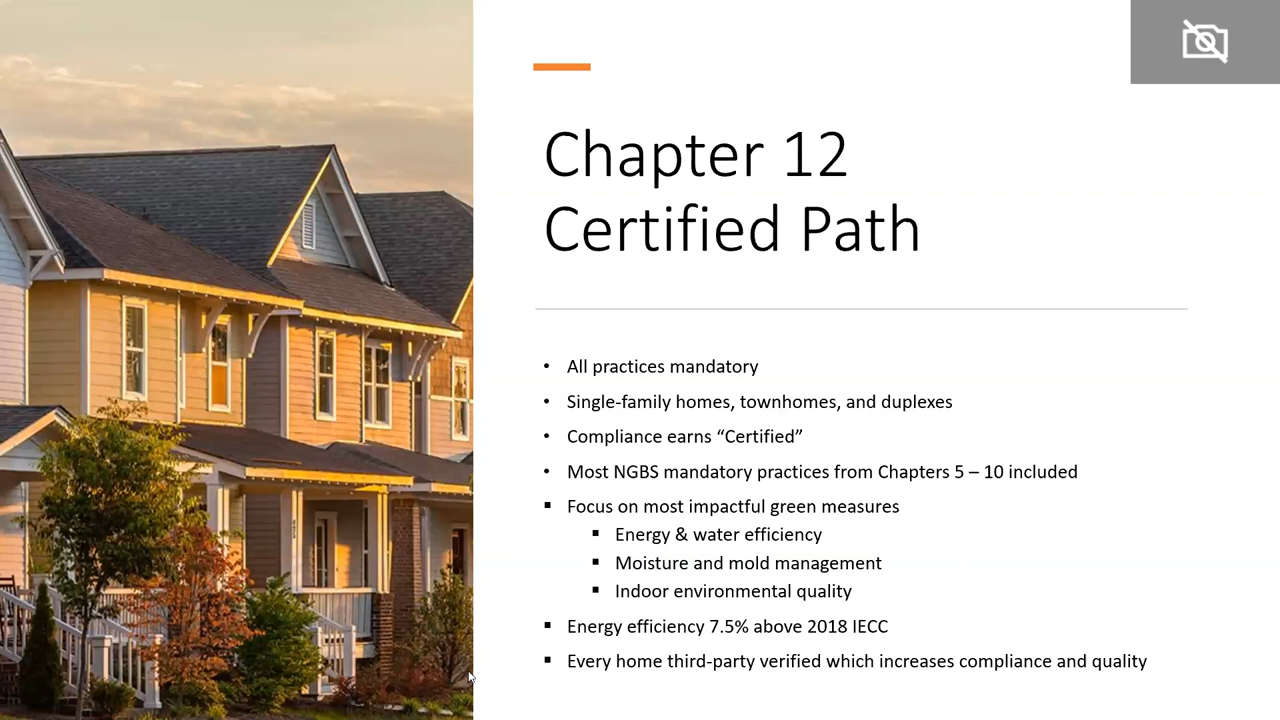 Chapter 12
Certified Path
• All practices mandatory
• Single-family homes, townhomes, and duplexes
• Compliance earns “Certified”
• Most NGBS mandatory practices from Chapters 5 – 10 included
▪ Focus on most impactful green measures
▪ Energy & water efficiency
▪ Moisture and mold management
▪ Indoor environmental quality
▪ Energy efficiency 7.5% above 2018 IECC
▪ Every home third-party verified which increases compliance and quality